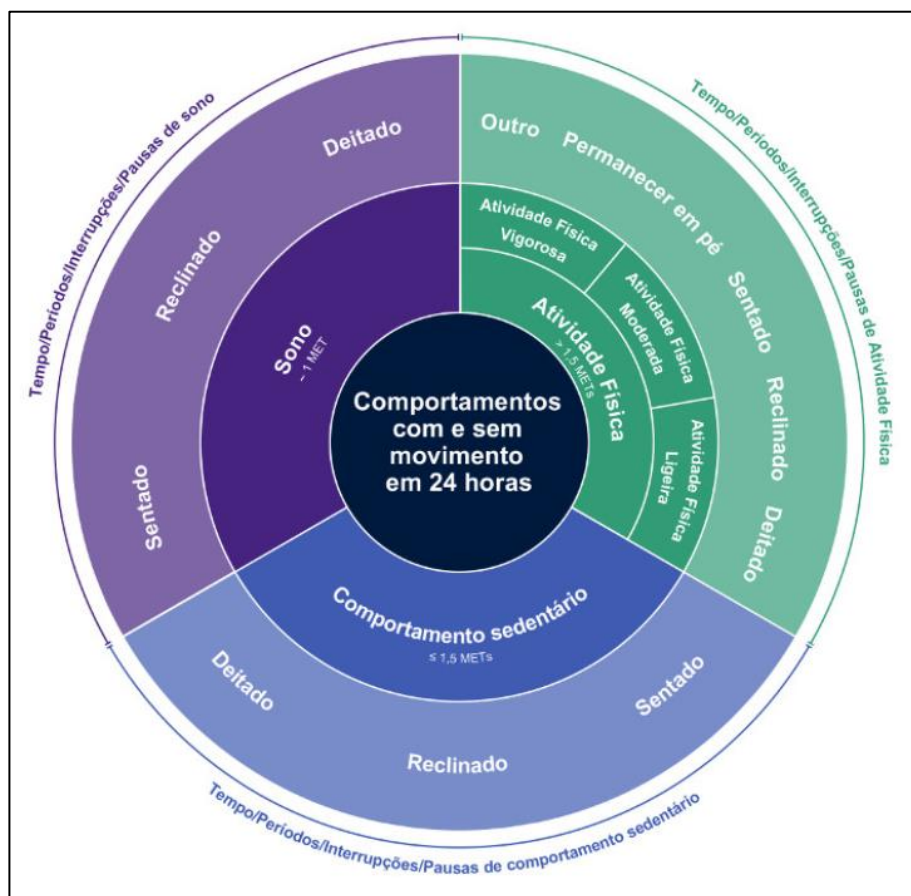 Comportamentos
com e sem
movimento
em 24 horas
Sono
~ 1 MET
Deitado
Reclinado
Sentado
Tempo/Períodos/Interrupções/Pausas de sono
Atividade Física
> 1,5 METs
Atividade Física
Vigorosa
Atividade Física
Moderada
Atividade Física
Ligeira
Outro
Permanecer em pé
Sentado
Reclinado
Deitado
Tempo/Períodos/Interrupções/Pausas de Atividade Física
Comportamento sedentário
≤ 1,5 METs
Deitado
Reclinado
Sentado
Tempo/Períodos/Interrupções/Pausas de comportamento sedentário